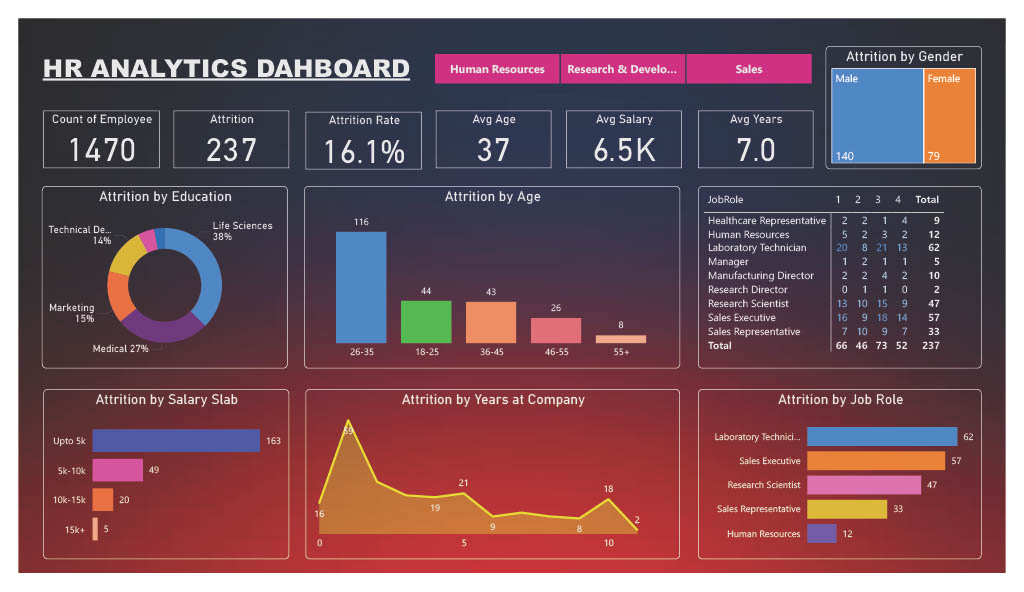 HR ANALYTICS DAHBOARD
Human Resources
Research & Develo...
Sales
Attrition by Gender
Male
Female
140
79
Count of Employee
1470
Attrition
237
Attrition Rate
16.1%
Avg Age
37
Avg Salary
6.5K
Avg Years
7.0
Attrition by Education
Life Sciences
38%
Technical De...
14%
Marketing
15%
Medical 27%
Attrition by Age
116
44
43
26
8
26-35 18-25 36-45 46-55 55+
JobRole 1 2 3 4 Total
Healthcare Representative 2 2 1 4 9
Human Resources 5 2 3 2 12
Laboratory Technician 20 8 21 13 62
Manager 1 2 1 1 5
Manufacturing Director 2 2 4 2 10
Research Director 0 1 1 0 2
Research Scientist 13 10 15 9 47
Sales Executive 16 9 18 14 57
Sales Representative 7 10 9 7 33
Total 66 46 73 52 237
Attrition by Salary Slab
Upto 5k 163
5k-10k 49
10k-15k 20
15k+ 5
Attrition by Years at Company
59
16
19
21
9
8
18
2
0 5 10
Attrition by Job Role
Laboratory Technici... 62
Sales Executive 57
Research Scientist 47
Sales Representative 33
Human Resources 12